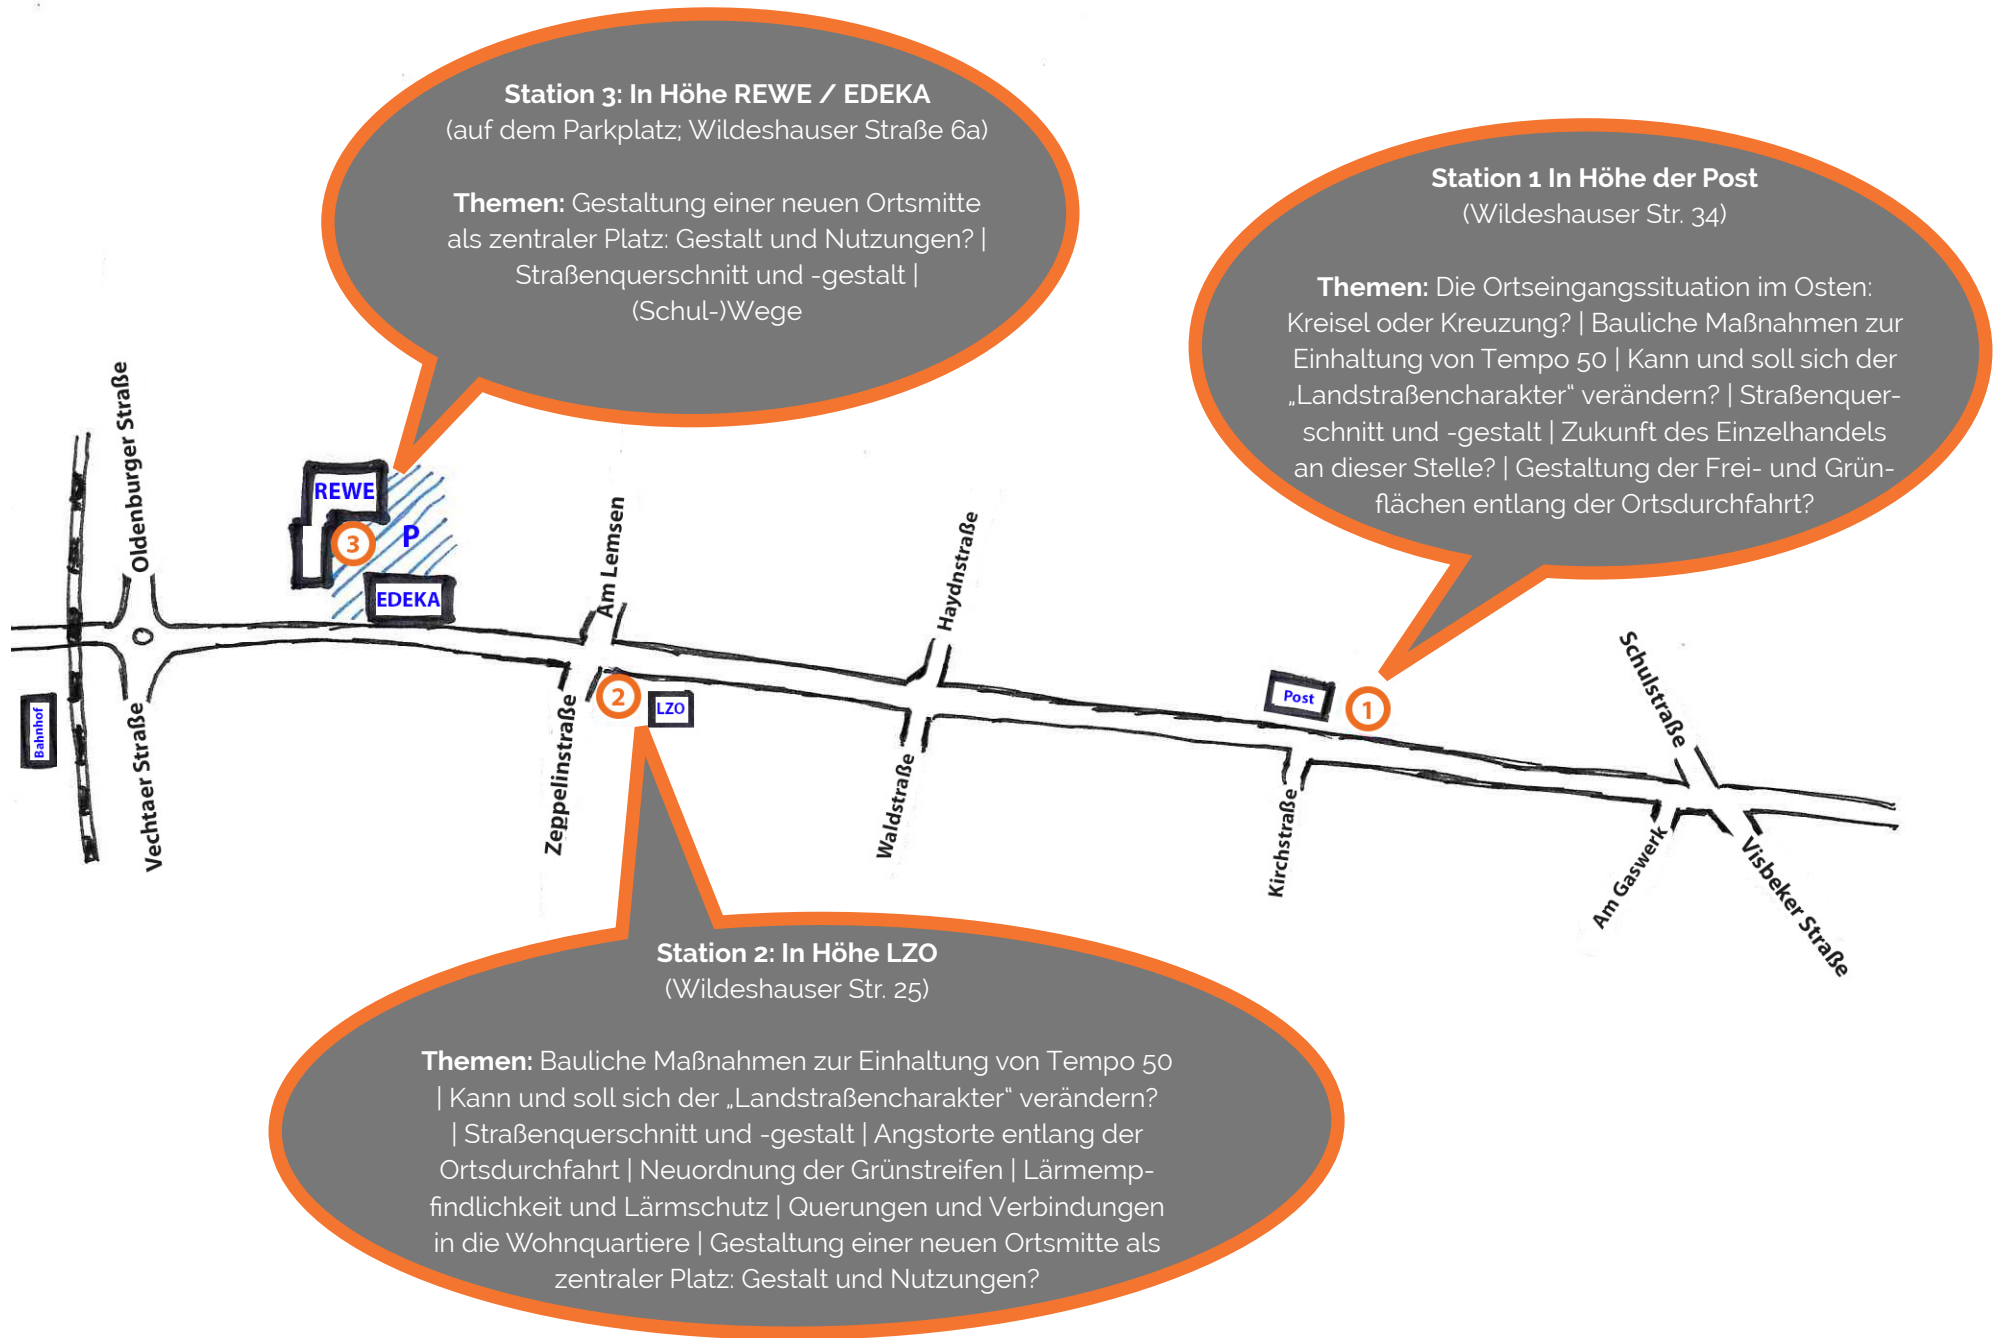 Station 3: In Höhe REWE / EDEKA
(auf dem Parkplatz; Wildeshauser Straße 6a)
Themen: Gestaltung einer neuen Ortsmitte
als zentraler Platz: Gestalt und Nutzungen? |
Straßenquerschnitt und -gestalt |
(Schul-)Wege
Station 1 In Höhe der Post
(Wildeshauser Str. 34)
Themen: Die Ortseingangssituation im Osten:
Kreisel oder Kreuzung? | Bauliche Maßnahmen zur
Einhaltung von Tempo 50 | Kann und soll sich der
„Landstraßencharakter“ verändern? | Straßenquer-
schnitt und -gestalt | Zukunft des Einzelhandels
an dieser Stelle? | Gestaltung der Frei- und Grün-
flächen entlang der Ortsdurchfahrt?
Oldenburger Straße
REWE
3
P
EDEKA
Am Lemsen
Haydnstraße
Schulstraße
Bahnhof
Vechtaer Straße
Zeppelinstraße
2
LZO
Waldstraße
Post
1
Kirchstraße
Am Gaswerk
Visbeker Straße
Station 2: In Höhe LZO
(Wildeshauser Str. 25)
Themen: Bauliche Maßnahmen zur Einhaltung von Tempo 50
| Kann und soll sich der „Landstraßencharakter“ verändern?
| Straßenquerschnitt und -gestalt | Angstorte entlang der
Ortsdurchfahrt | Neuordnung der Grünstreifen | Lärmemp-
findlichkeit und Lärmschutz | Querungen und Verbindungen
in die Wohnquartiere | Gestaltung einer neuen Ortsmitte als
zentraler Platz: Gestalt und Nutzungen?